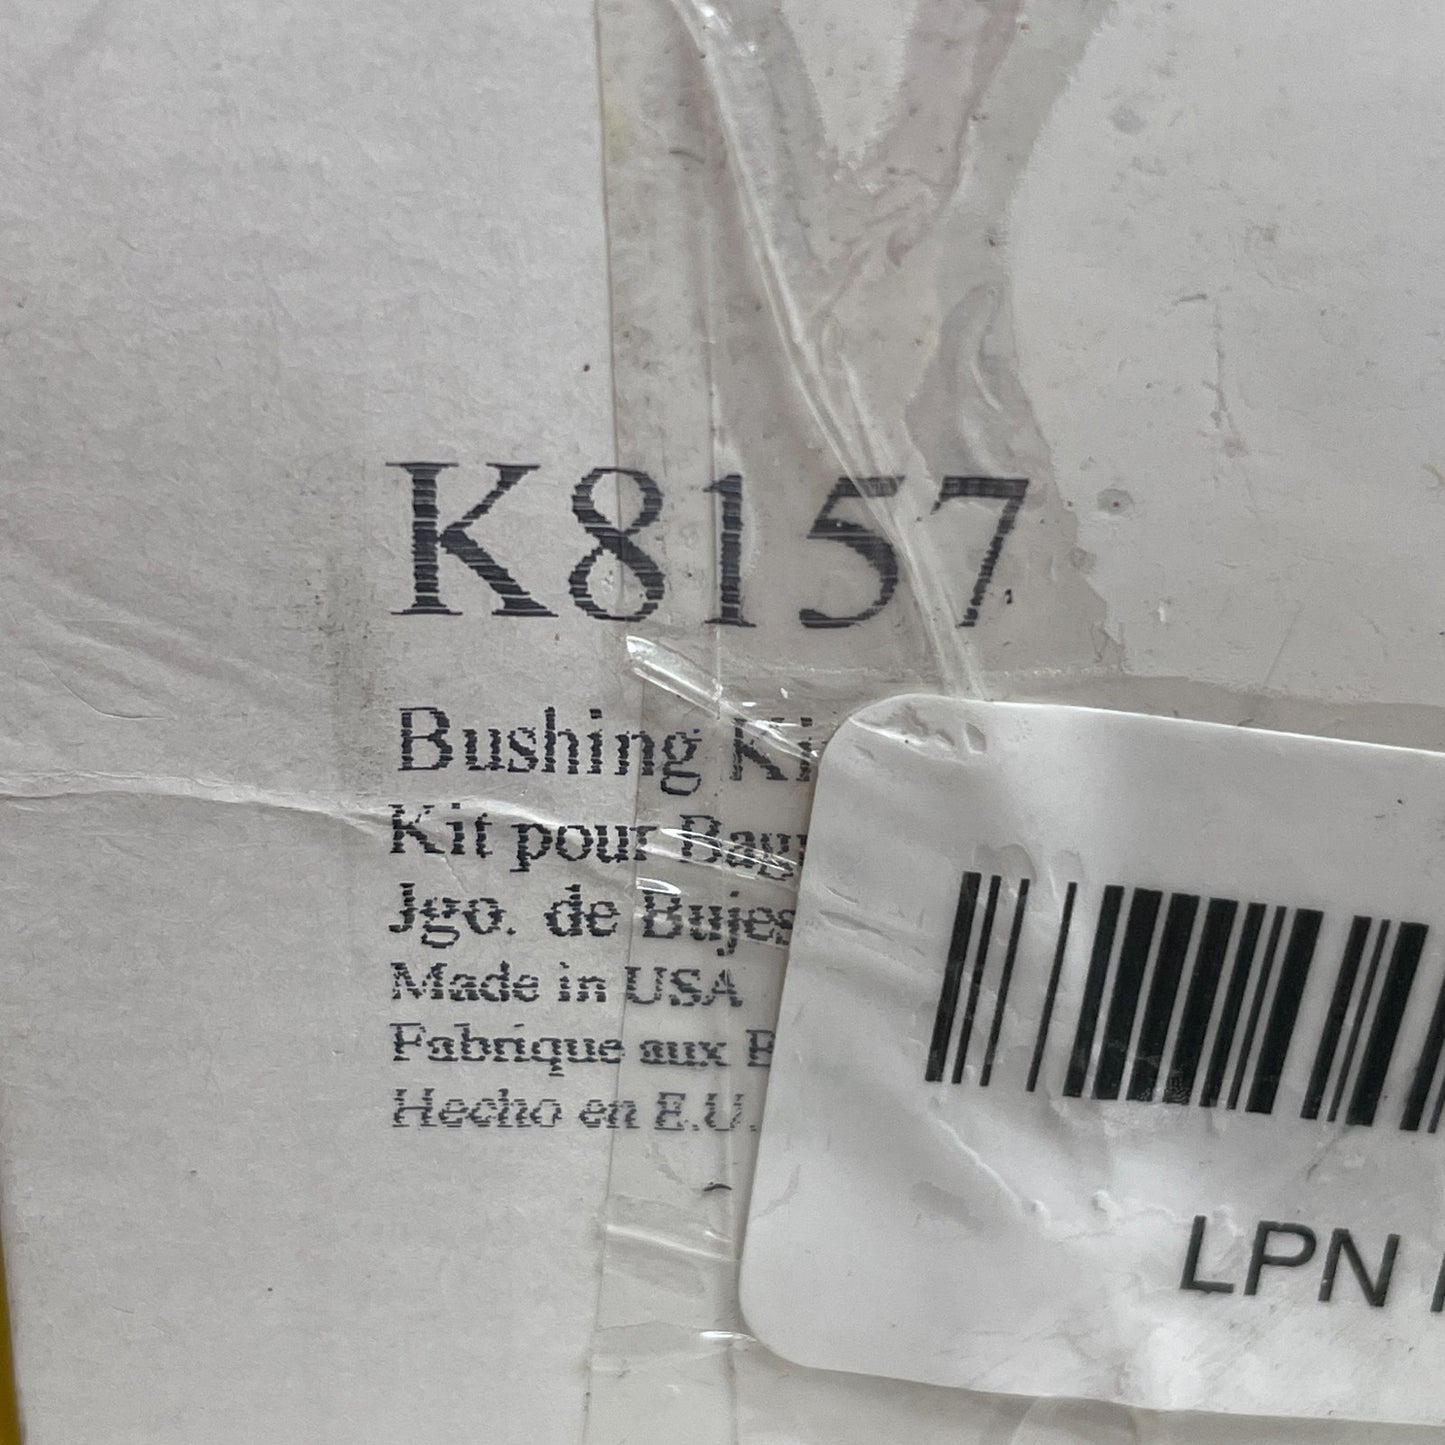 K8157
Bushing Ki
Kit pour Bag
Jgo. de Bujes
Made in USA
Fabrique aux
Hecho en E.U.
LPN